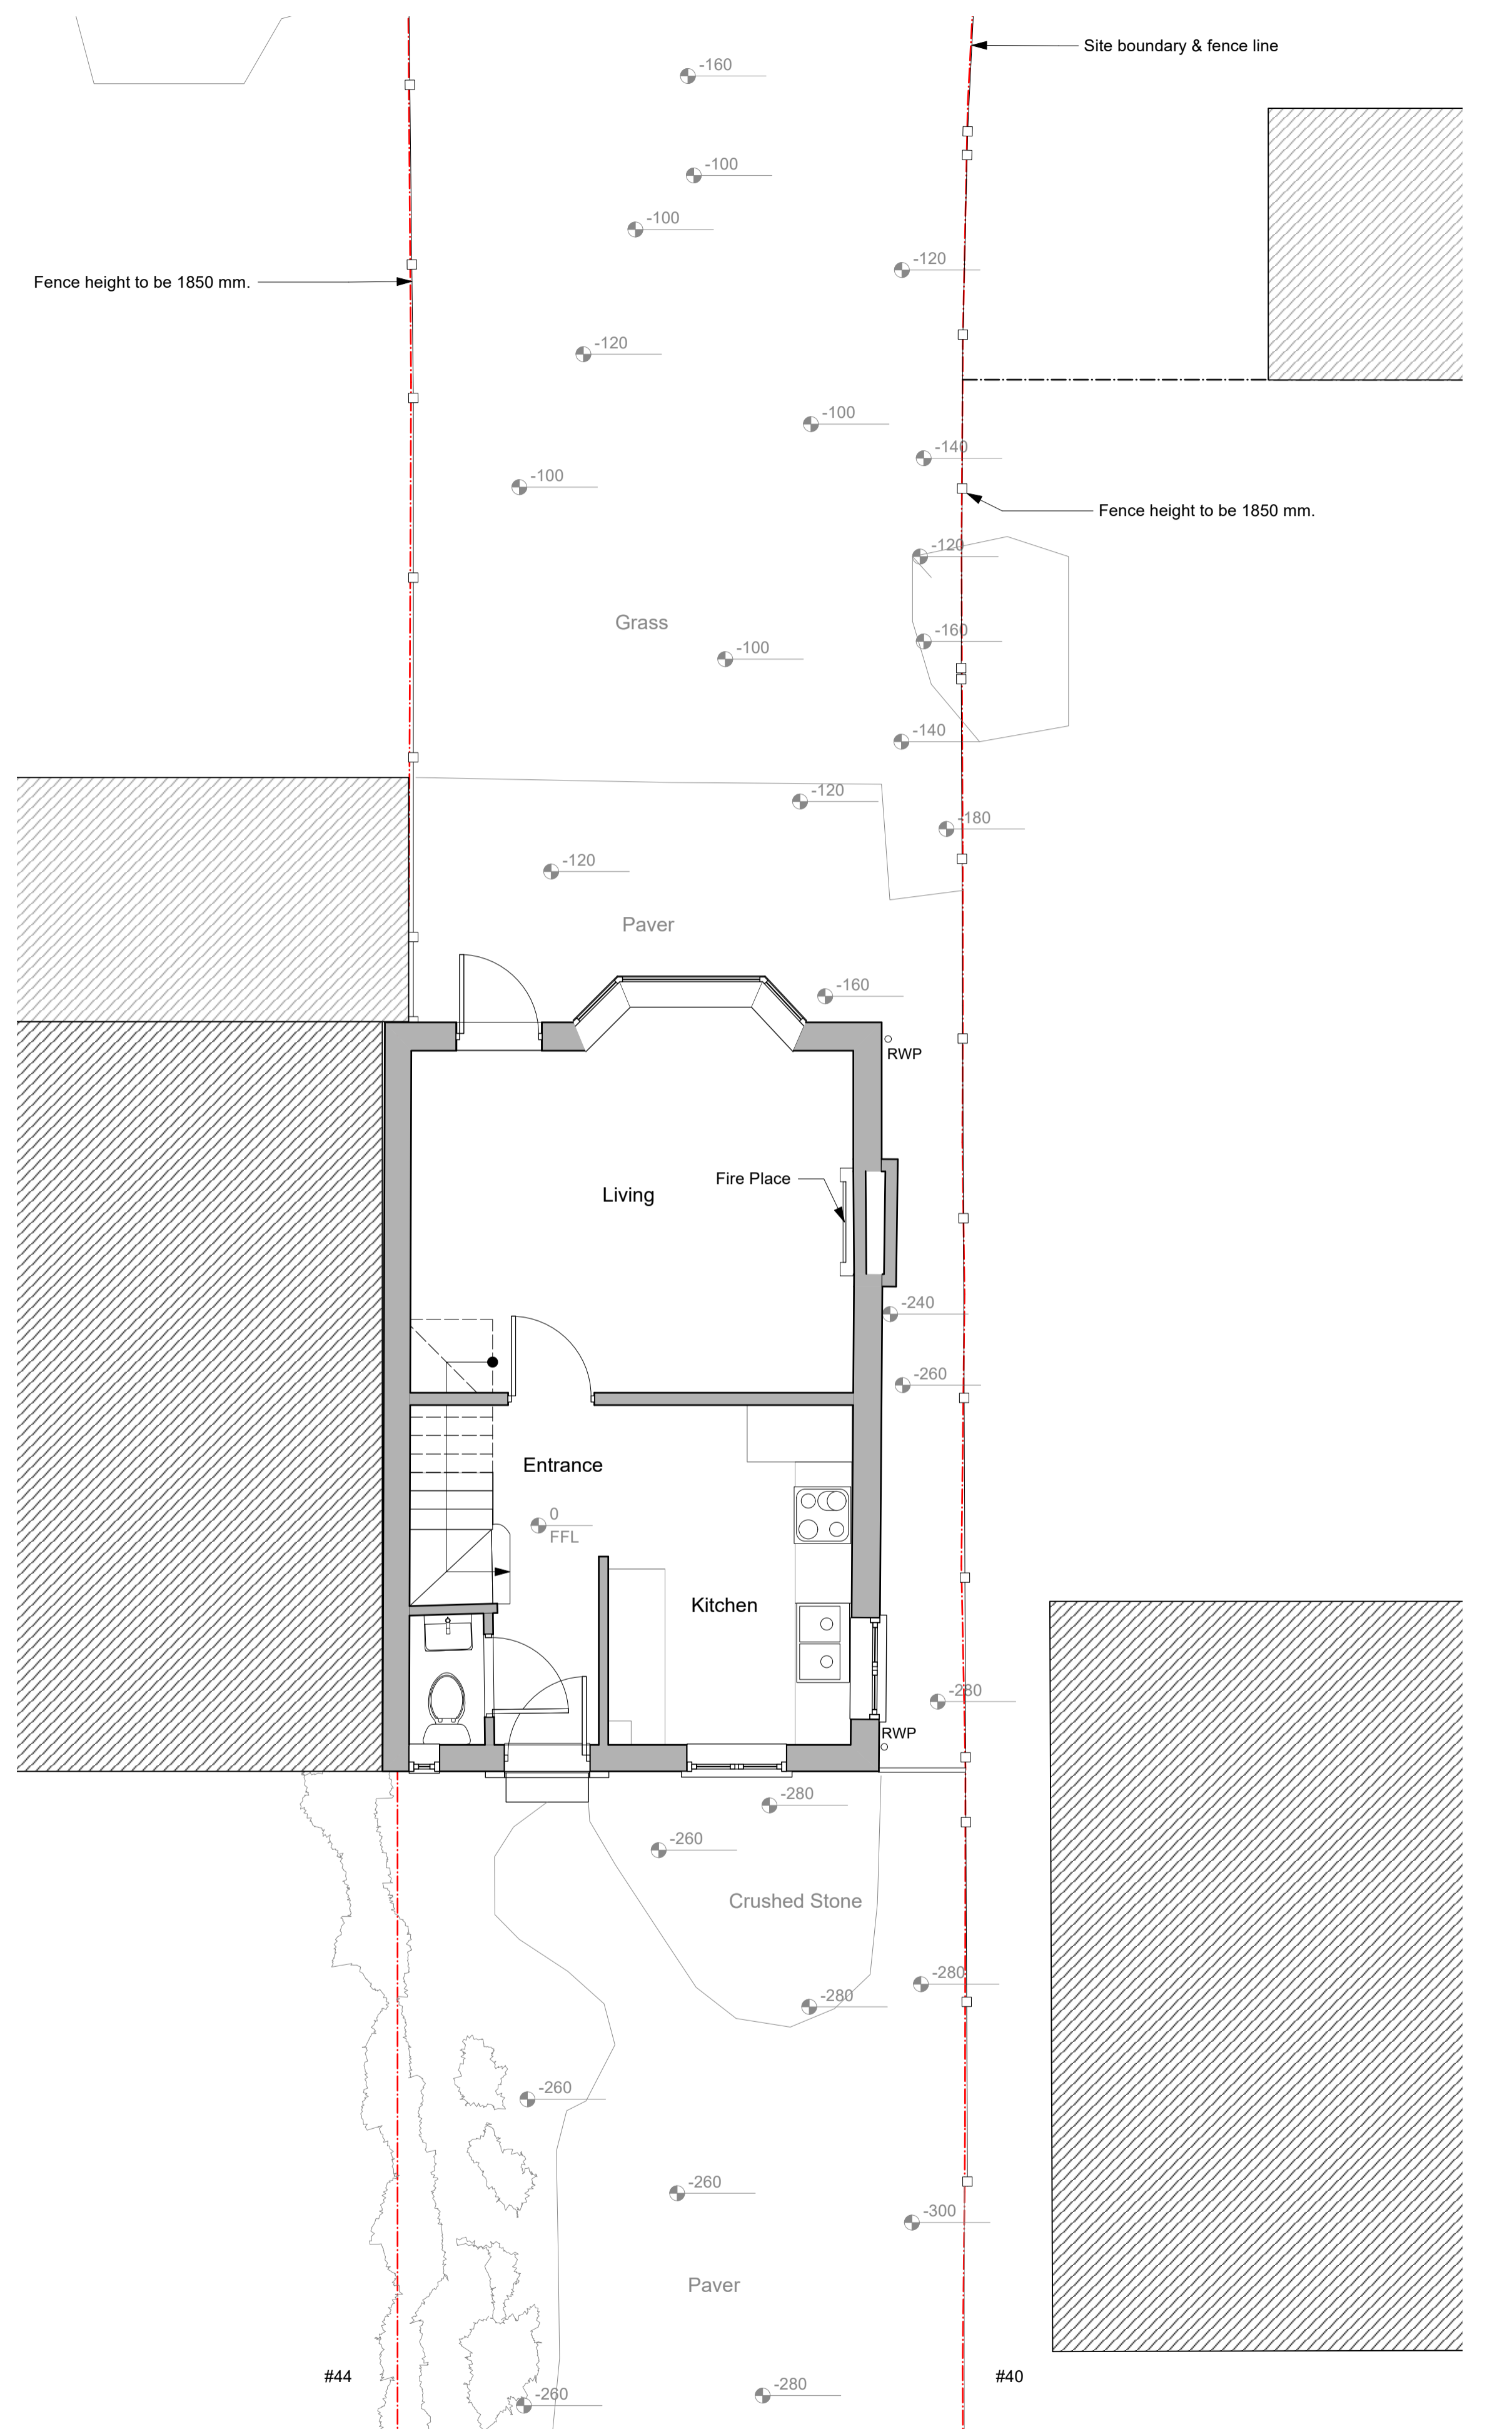 Site boundary & fence line
-160
-100
-100
-120
Fence height to be 1850 mm.
-120
-100
-140
-100
Fence height to be 1850 mm.
-120
Grass
-160
-100
-140
-120
-180
-120
Paver
-160
RWP
Fire Place
Living
-240
-260
Entrance
0
FFL
Kitchen
-280
RWP
-280
-260
Crushed Stone
-280
-280
-260
-260
-300
Paver
#44
#40
-280
-260